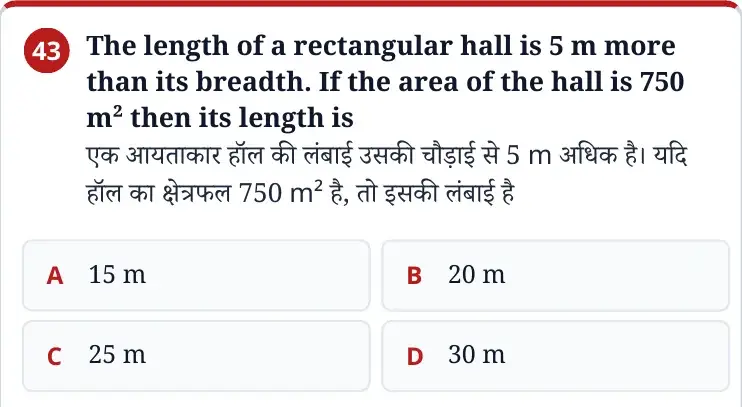 43 The length of a rectangular hall is 5 m more
than its breadth. If the area of the hall is 750
m² then its length is
एक आयताकार हॉल की लंबाई उसकी चौड़ाई से 5 m अधिक है। यदि
हॉल का क्षेत्रफल 750 m² है, तो इसकी लंबाई है
A 15 m
B 20 m
C 25 m
D 30 m